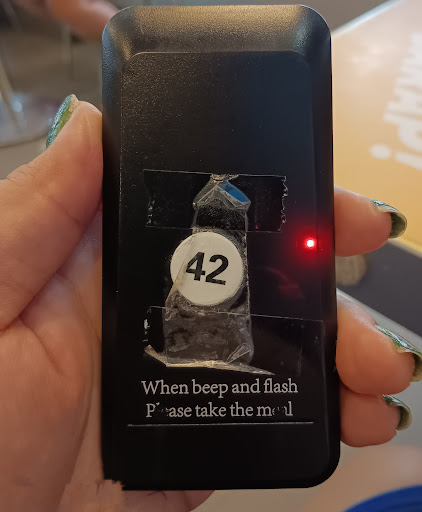 42
When beep and flash
Please take the meal